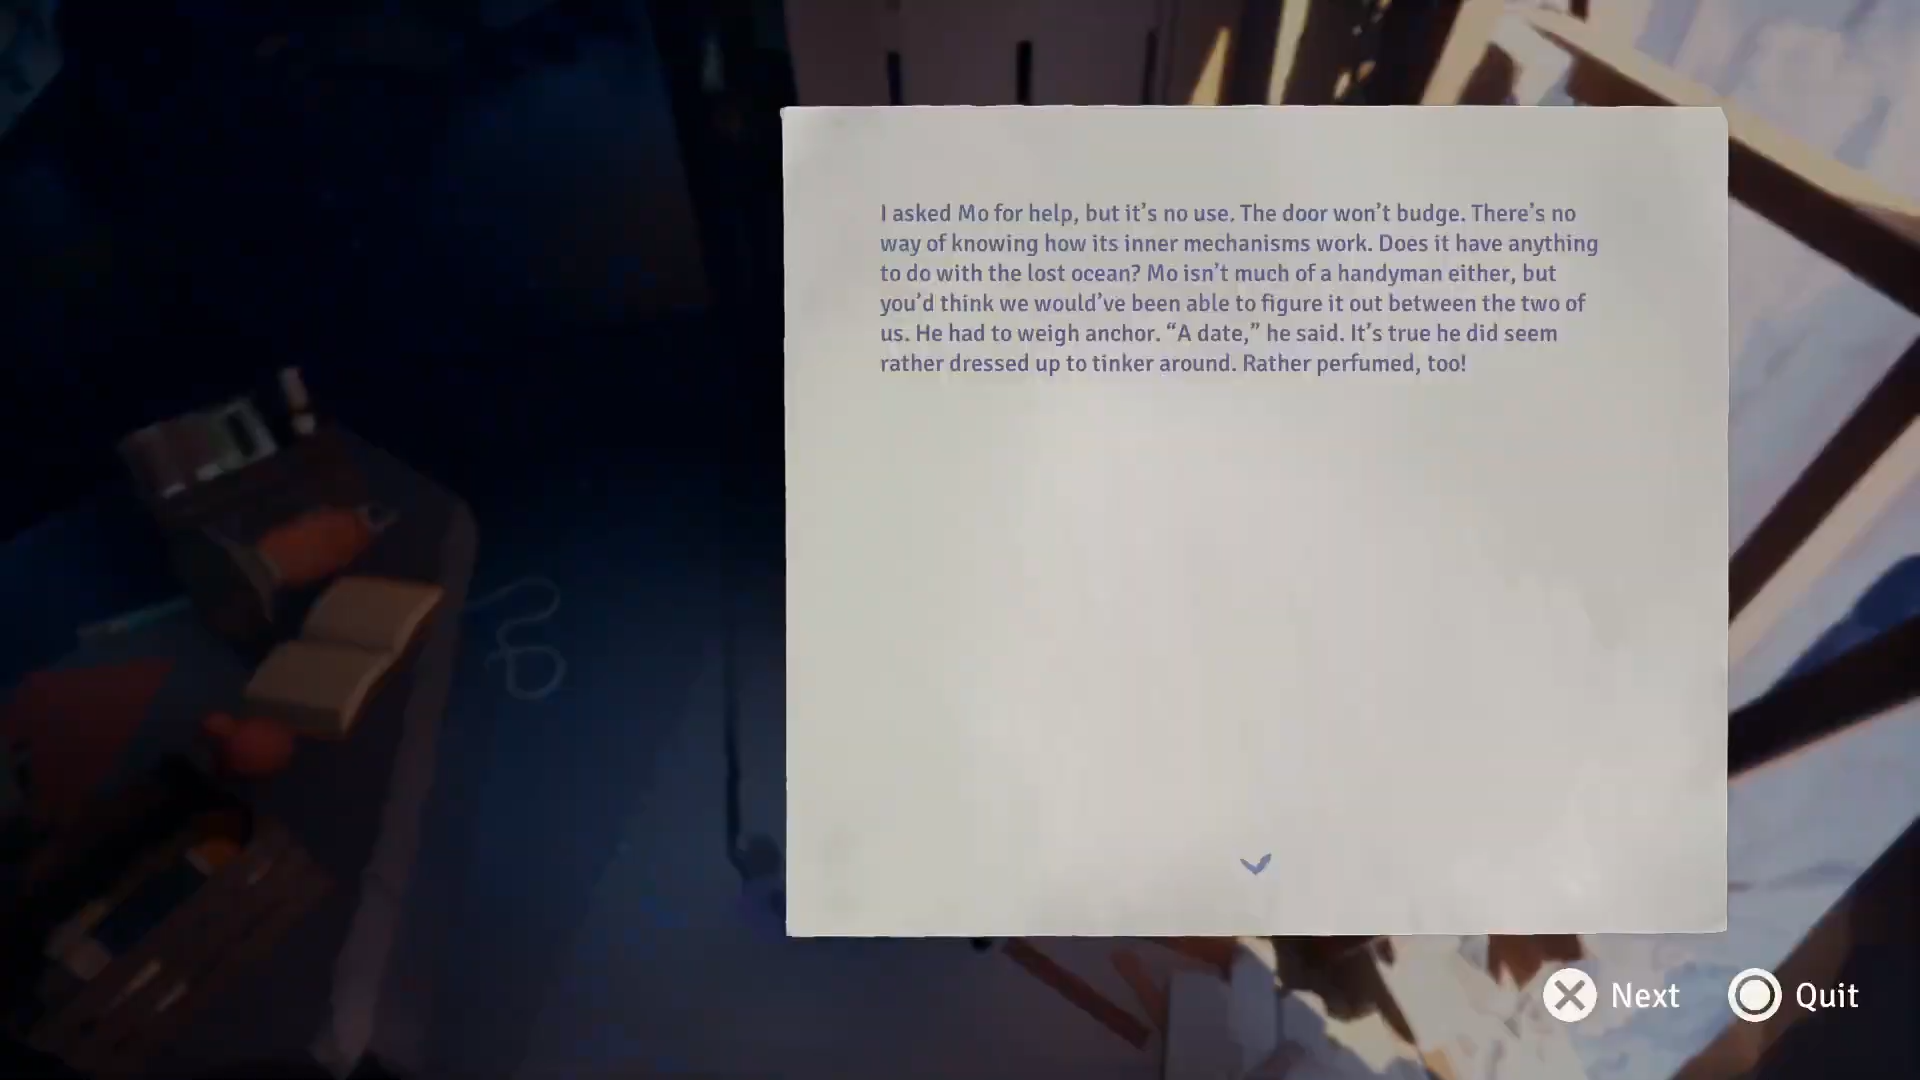 I asked Mo for help, but it’s no use. The door won’t budge. There’s no
way of knowing how its inner mechanisms work. Does it have anything
to do with the lost ocean? Mo isn’t much of a handyman either, but
you’d think we would’ve been able to figure it out between the two of
us. He had to weigh anchor. “A date,” he said. It’s true he did seem
rather dressed up to tinker around. Rather perfumed, too!
Next
Quit